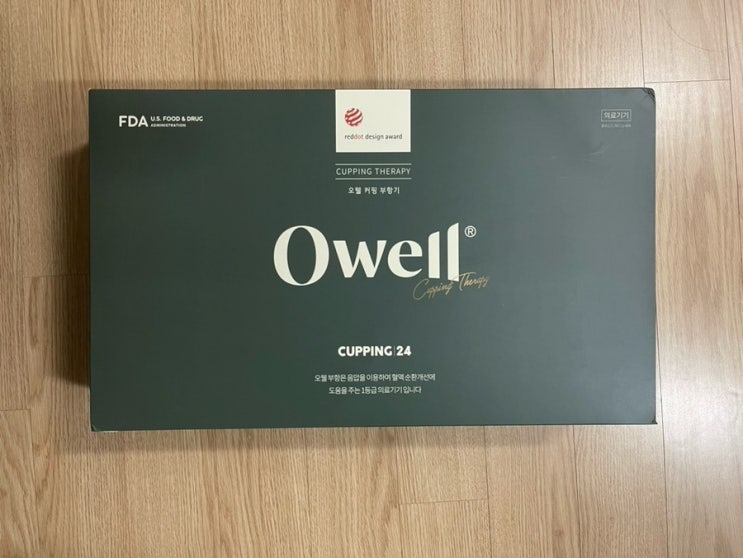 FDA U.S. FOOD & DRUG
ADMINISTRATION
reddot design award
의료기기
CUPPING THERAPY
오웰 커핑 부항기
Owell®
Cupping Therapy
CUPPING|24
오웰 부항은 음압을 이용하여 혈액 순환개선에
도움을 주는 1등급 의료기기 입니다